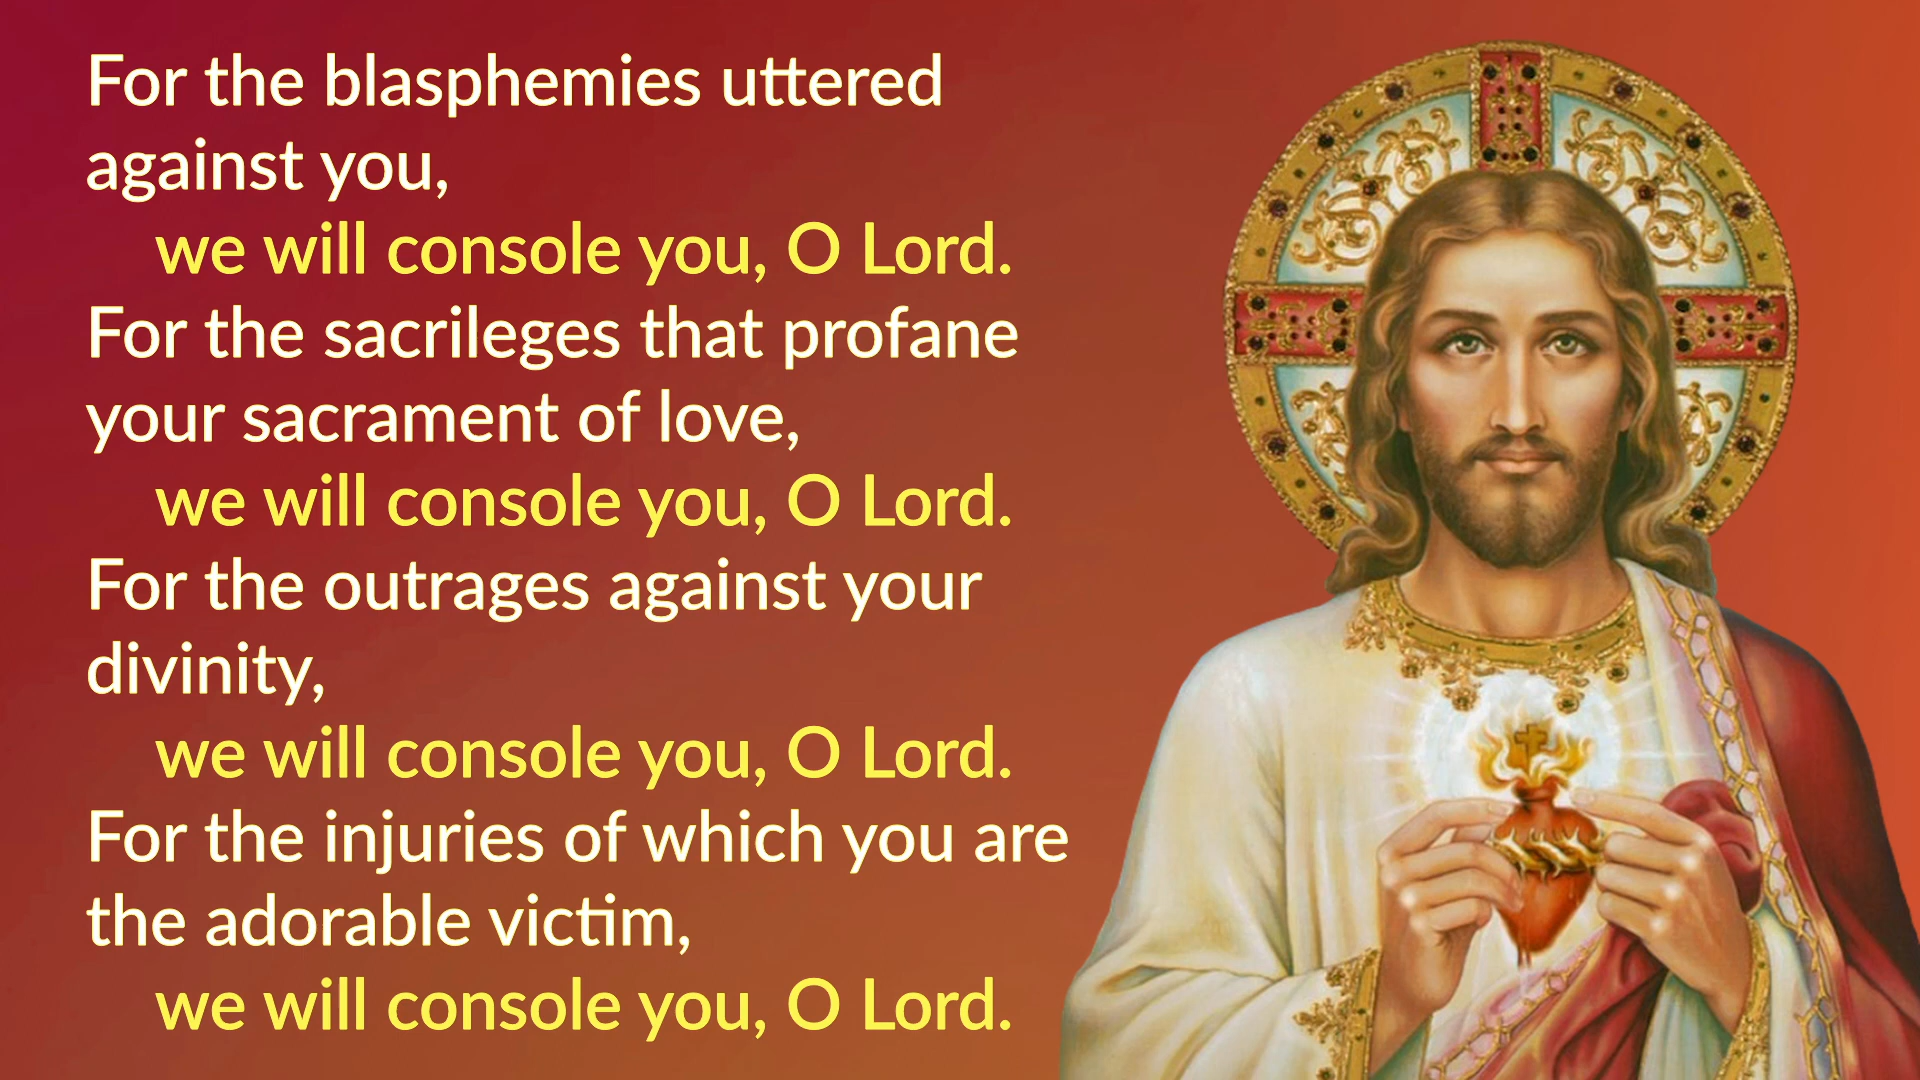 For the blasphemies uttered
against you,
we will console you, O Lord.
For the sacrileges that profane
your sacrament of love,
we will console you, O Lord.
For the outrages against your
divinity,
we will console you, O Lord.
For the injuries of which you are
the adorable victim,
we will console you, O Lord.